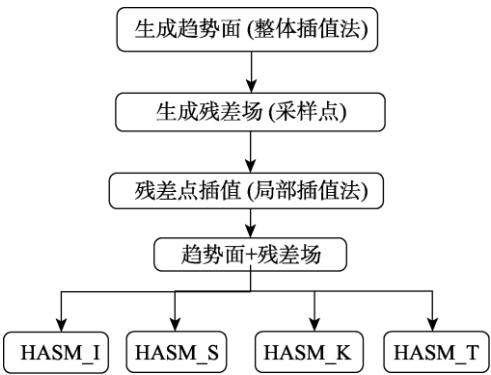 生成趋势面 (整体插值法)
生成残差场 (采样点)
残差点插值 (局部插值法)
趋势面+残差场
HASM_I HASM_S HASM_K HASM_T